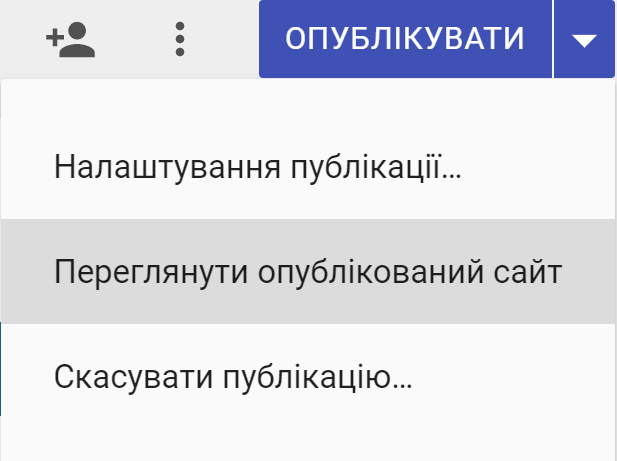 ОПУБЛІКУВАТИ
Налаштування публікації...
Переглянути опублікований сайт
Скасувати публікацію...